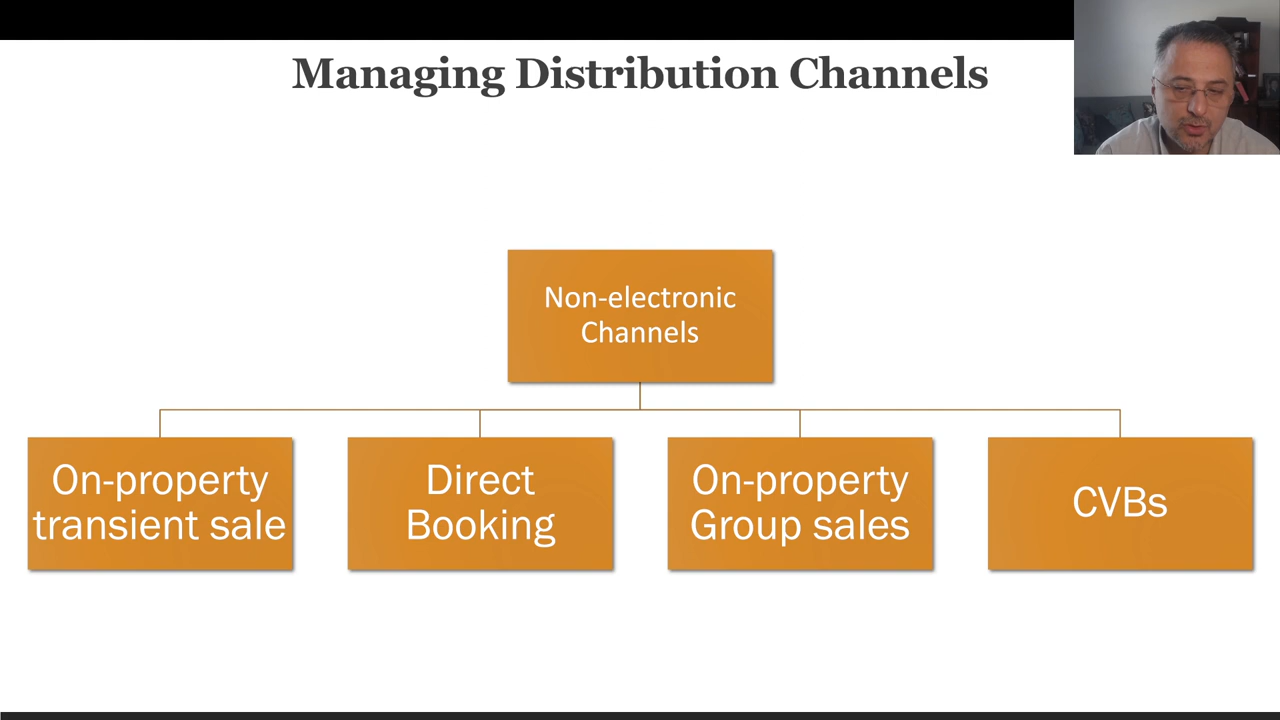 Managing Distribution Channels
Non-electronic
Channels
On-property
transient sale
Direct
Booking
On-property
Group sales
CVBs